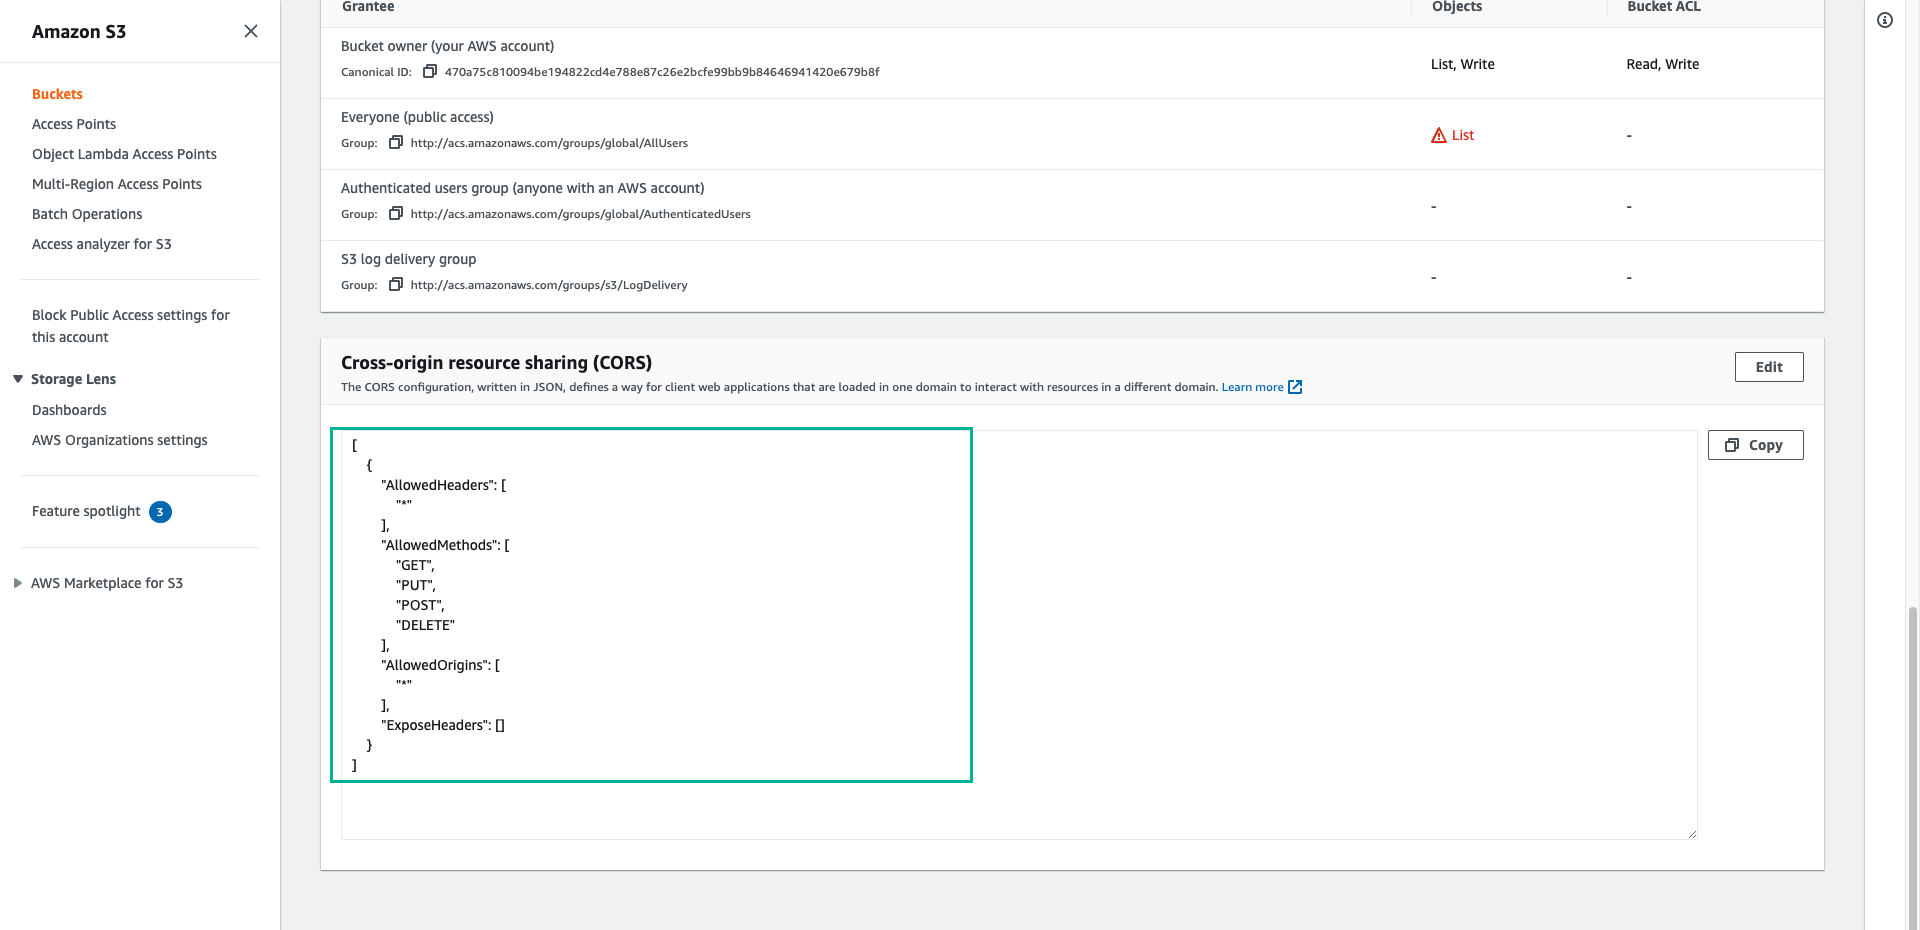 Amazon S3
Buckets
Access Points
Object Lambda Access Points
Multi-Region Access Points
Batch Operations
Access analyzer for S3
Block Public Access settings for
this account
Storage Lens
Dashboards
AWS Organizations settings
Feature spotlight 3
AWS Marketplace for S3
Grantee Objects Bucket ACL
Bucket owner (your AWS account)
Canonical ID: 470a75c810094be194822cd4e788e87c26e2bcfe99bb9b84646941420e679b8f
List, Write Read, Write
Everyone (public access)
Group: http://acs.amazonaws.com/groups/global/AllUsers
List -
Authenticated users group (anyone with an AWS account)
Group: http://acs.amazonaws.com/groups/global/AuthenticatedUsers
- -
S3 log delivery group
Group: http://acs.amazonaws.com/groups/s3/LogDelivery
- -
Cross-origin resource sharing (CORS)
Edit
The CORS configuration, written in JSON, defines a way for client web applications that are loaded in one domain to interact with resources in a different domain. Learn more
Copy
[
{
"AllowedHeaders": [
"*"
],
"AllowedMethods": [
"GET",
"PUT",
"POST",
"DELETE"
],
"AllowedOrigins": [
"*"
],
"ExposeHeaders": []
}
]